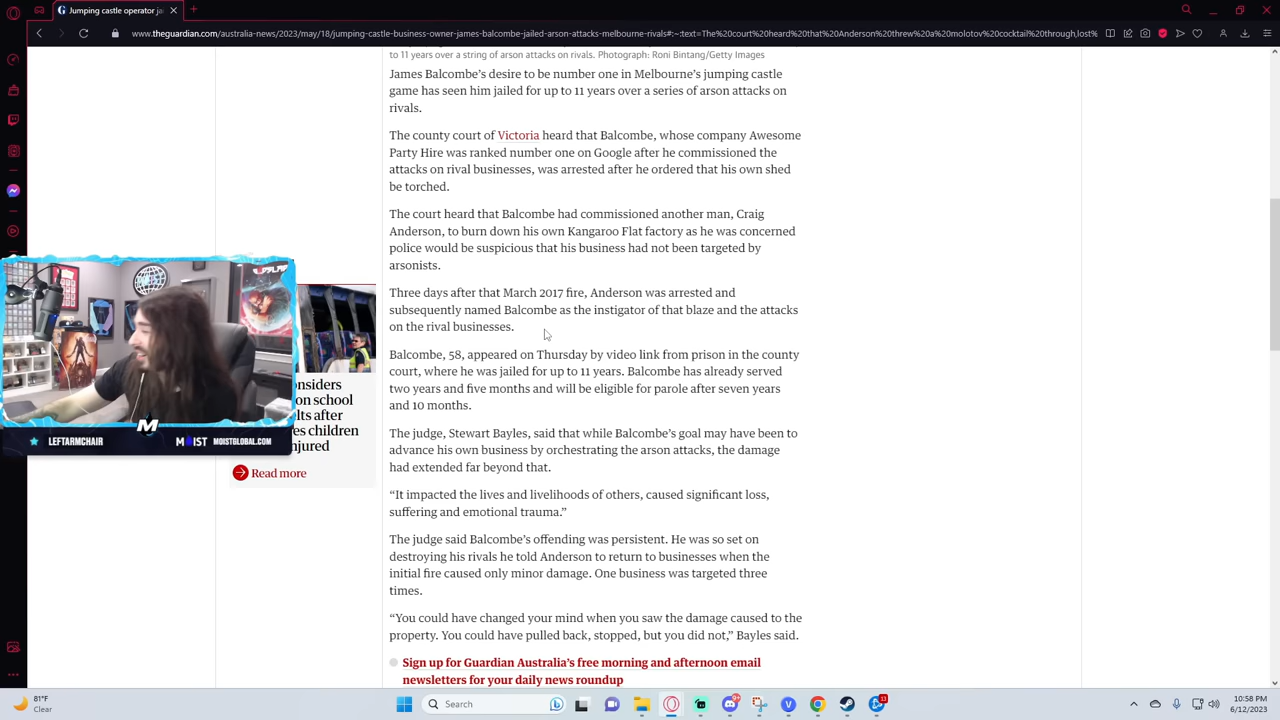 Jumping castle operator jailed
www.theguardian.com/australia-news/2023/may/18/jumping-castle-business-owner-james-balcombe-jailed-arson-attacks-melbourne-rivals#:~:text=The%20court%20heard%20that%20Anderson%20threw%20a%20molotov%20cocktail%20through,lost%
to 11 years over a string of arson attacks on rivals. Photograph: Roni Bintang/Getty Images
James Balcombe's desire to be number one in Melbourne's jumping castle
game has seen him jailed for up to 11 years over a series of arson attacks on
rivals.
The county court of Victoria heard that Balcombe, whose company Awesome
Party Hire was ranked number one on Google after he commissioned the
attacks on rival businesses, was arrested after he ordered that his own shed
be torched.
The court heard that Balcombe had commissioned another man, Craig
Anderson, to burn down his own Kangaroo Flat factory as he was concerned
police would be suspicious that his business had not been targeted by
arsonists.
Three days after that March 2017 fire, Anderson was arrested and
subsequently named Balcombe as the instigator of that blaze and the attacks
on the rival businesses.
Balcombe, 58, appeared on Thursday by video link from prison in the county
court, where he was jailed for up to 11 years. Balcombe has already served
two years and five months and will be eligible for parole after seven years
and 10 months.
The judge, Stewart Bayles, said that while Balcombe's goal may have been to
advance his own business by orchestrating the arson attacks, the damage
had extended far beyond that.
"It impacted the lives and livelihoods of others, caused significant loss,
suffering and emotional trauma."
The judge said Balcombe's offending was persistent. He was so set on
destroying his rivals he told Anderson to return to businesses when the
initial fire caused only minor damage. One business was targeted three
times.
"You could have changed your mind when you saw the damage caused to the
property. You could have pulled back, stopped, but you did not," Bayles said.
Sign up for Guardian Australia's free morning and afternoon email
newsletters for your daily news roundup
onsiders
on school
lts after
es children
njured
Read more
M
LEFTARMCHAIR
MOIST MOISTGLOBAL.COM
81°F
Clear
Search
9+
13
10:58 PM
6/12/2023